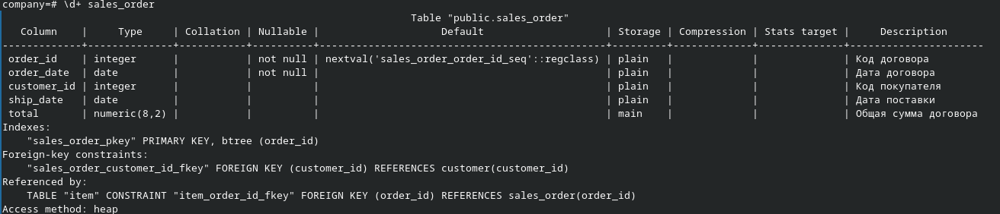 company=# \d+ sales_order
                                                                   Table "public.sales_order"
   Column    |     Type     | Collation | Nullable |                    Default                    | Storage | Compression | Stats target |     Description      
-------------+--------------+-----------+----------+-----------------------------------------------+---------+-------------+--------------+----------------------
 order_id    | integer      |           | not null | nextval('sales_order_order_id_seq'::regclass) | plain   |             |              | Код договора
 order_date  | date         |           | not null |                                               | plain   |             |              | Дата договора
 customer_id | integer      |           |          |                                               | plain   |             |              | Код покупателя
 ship_date   | date         |           |          |                                               | plain   |             |              | Дата поставки
 total       | numeric(8,2) |           |          |                                               | main    |             |              | Общая сумма договора
Indexes:
    "sales_order_pkey" PRIMARY KEY, btree (order_id)
Foreign-key constraints:
    "sales_order_customer_id_fkey" FOREIGN KEY (customer_id) REFERENCES customer(customer_id)
Referenced by:
    TABLE "item" CONSTRAINT "item_order_id_fkey" FOREIGN KEY (order_id) REFERENCES sales_order(order_id)
Access method: heap